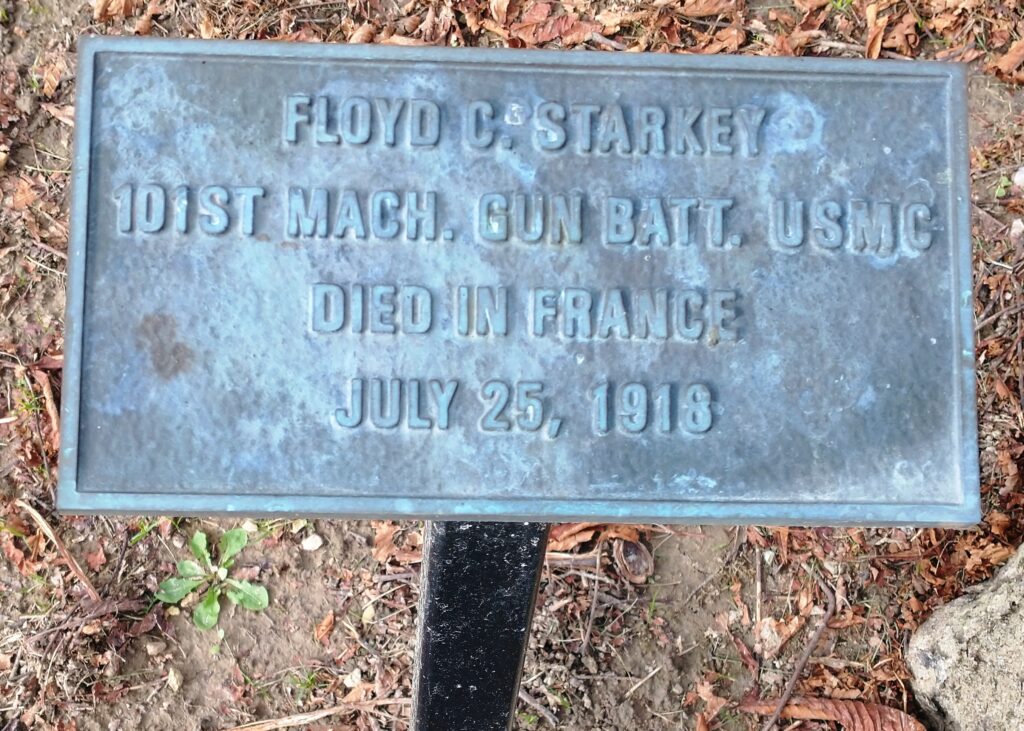 FLOYD C. STARKEY
101ST MACH. GUN BATT. USMC
DIED IN FRANCE
JULY 25, 1918